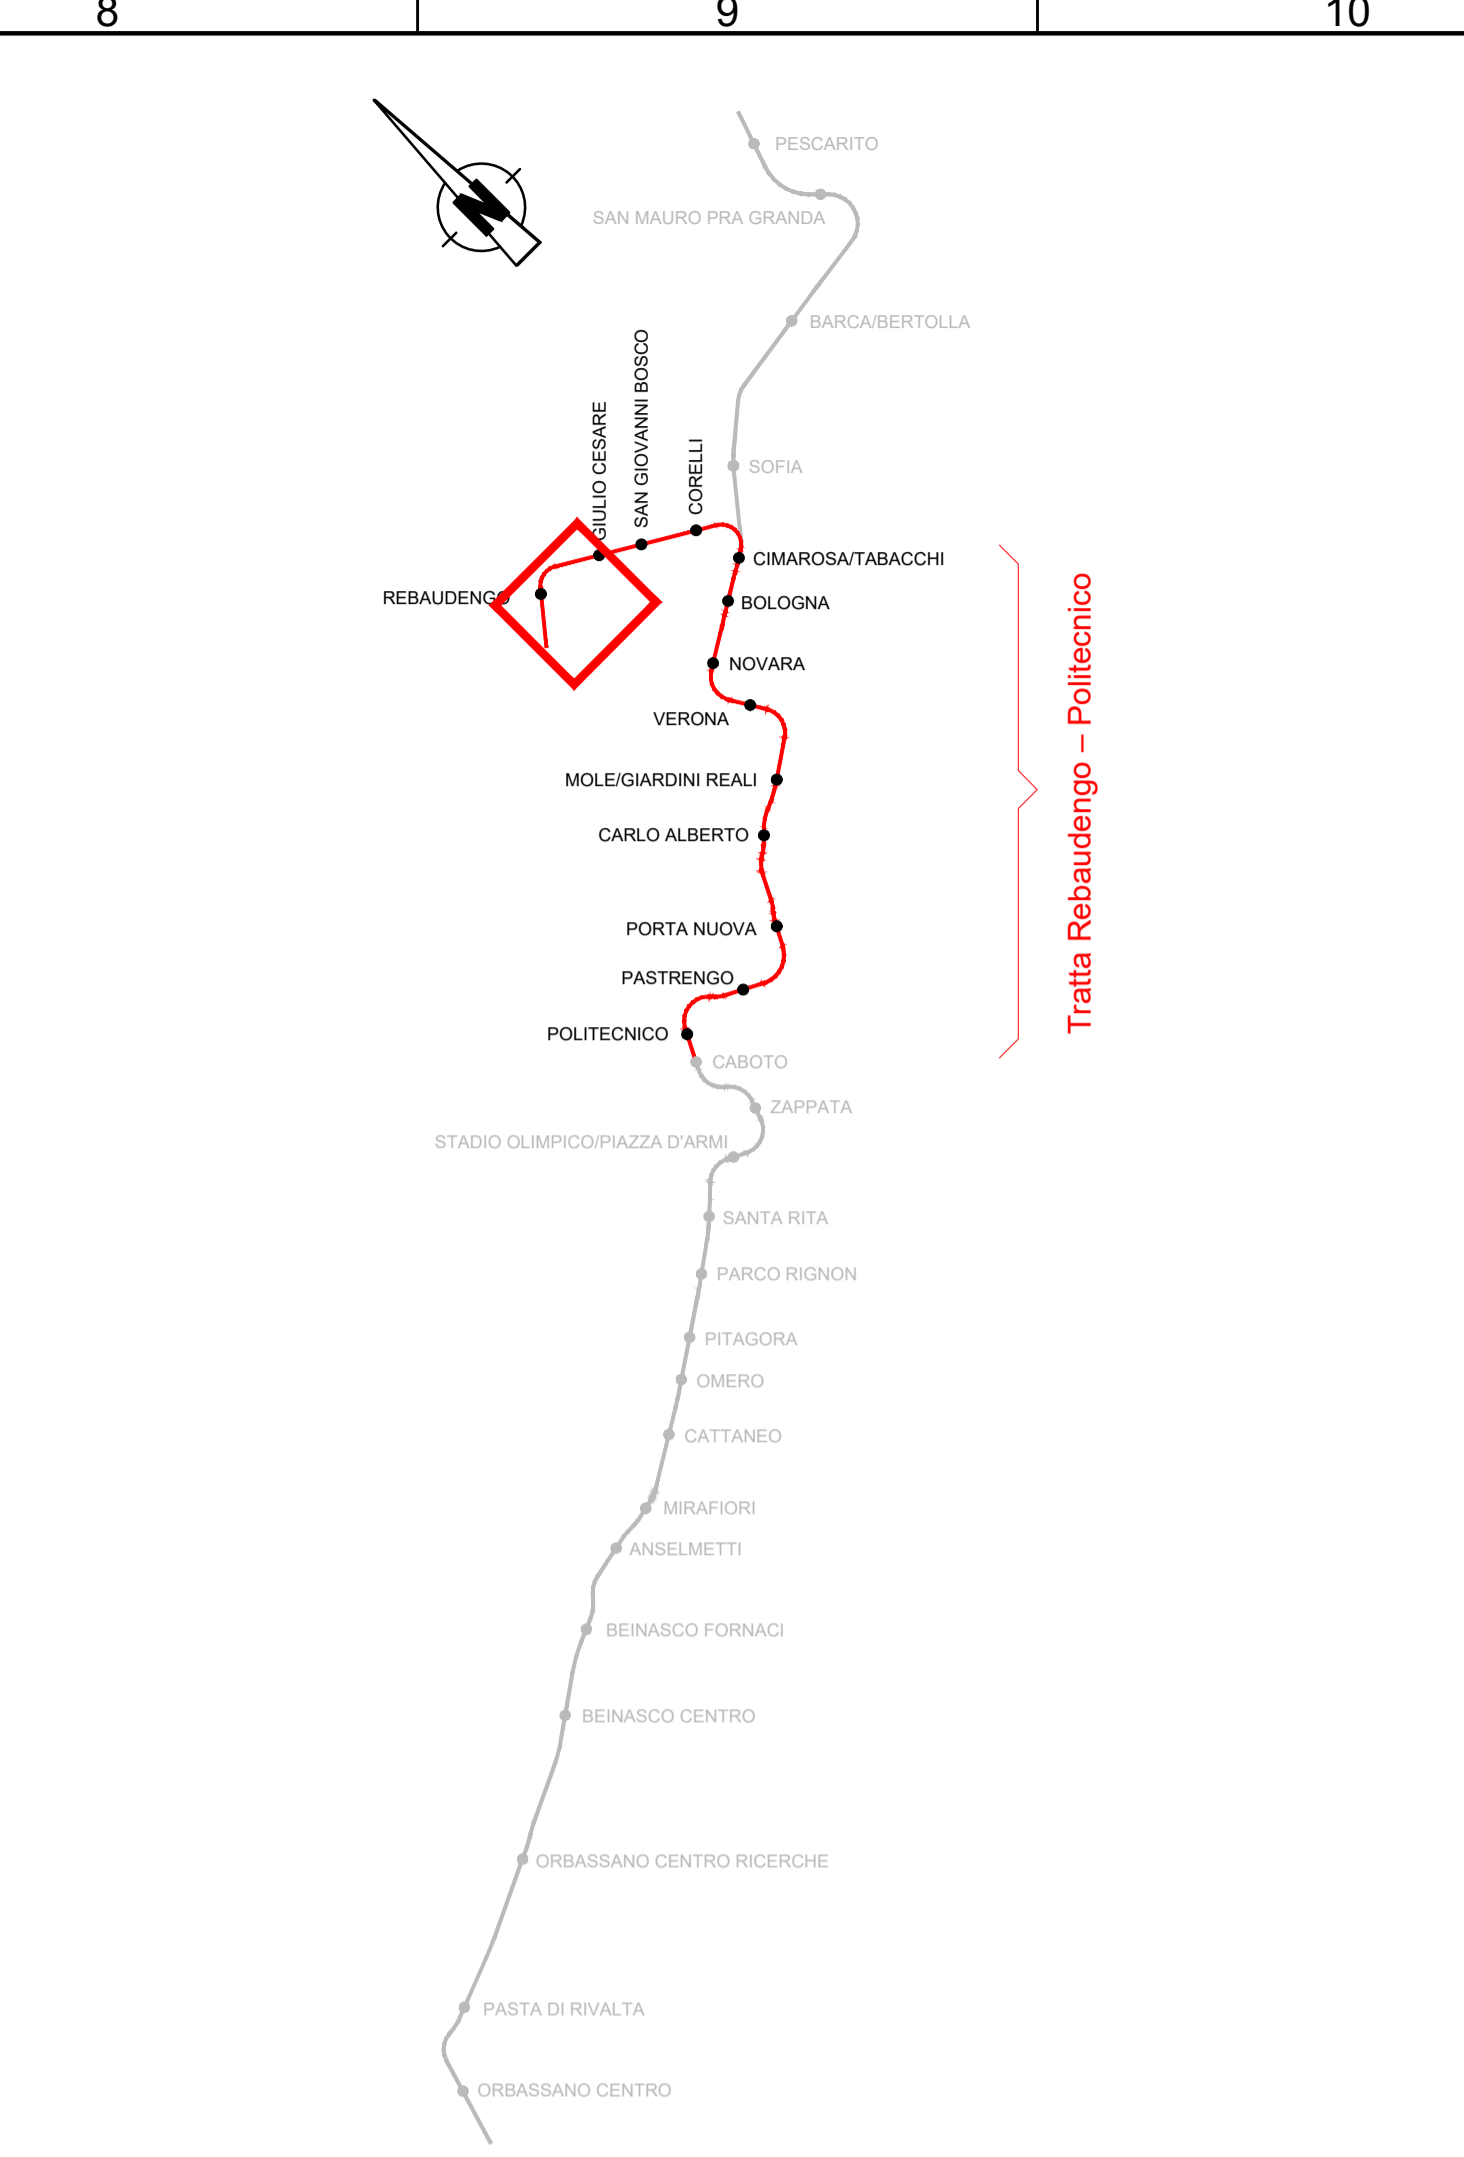 8
9
10
N
PESCARITO
SAN MAURO PRA GRANDA
BARCA/BERTOLLA
SOFIA
GIULIO CESARE
SAN GIOVANNI BOSCO
CORELLI
REBAUDENGO
CIMAROSA/TABACCHI
BOLOGNA
NOVARA
VERONA
MOLE/GIARDINI REALI
CARLO ALBERTO
PORTA NUOVA
PASTRENGO
POLITECNICO
Tratta Rebaudengo – Politecnico
CABOTO
ZAPPATA
STADIO OLIMPICO/PIAZZA D'ARMI
SANTA RITA
PARCO RIGNON
PITAGORA
OMERO
CATTANEO
MIRAFIORI
ANSELMETTI
BEINASCO FORNACI
BEINASCO CENTRO
ORBASSANO CENTRO RICERCHE
PASTA DI RIVALTA
ORBASSANO CENTRO